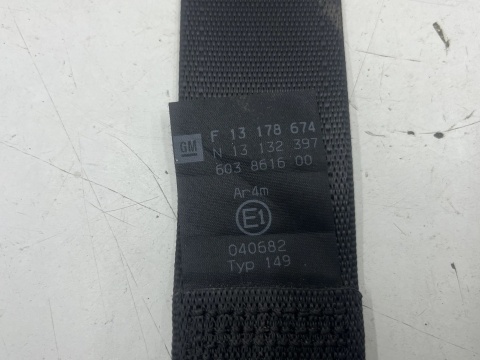 F 13 178 674
GM
N 13 132 397
603 8616 00
Ar4m
E1
040682
Typ 149